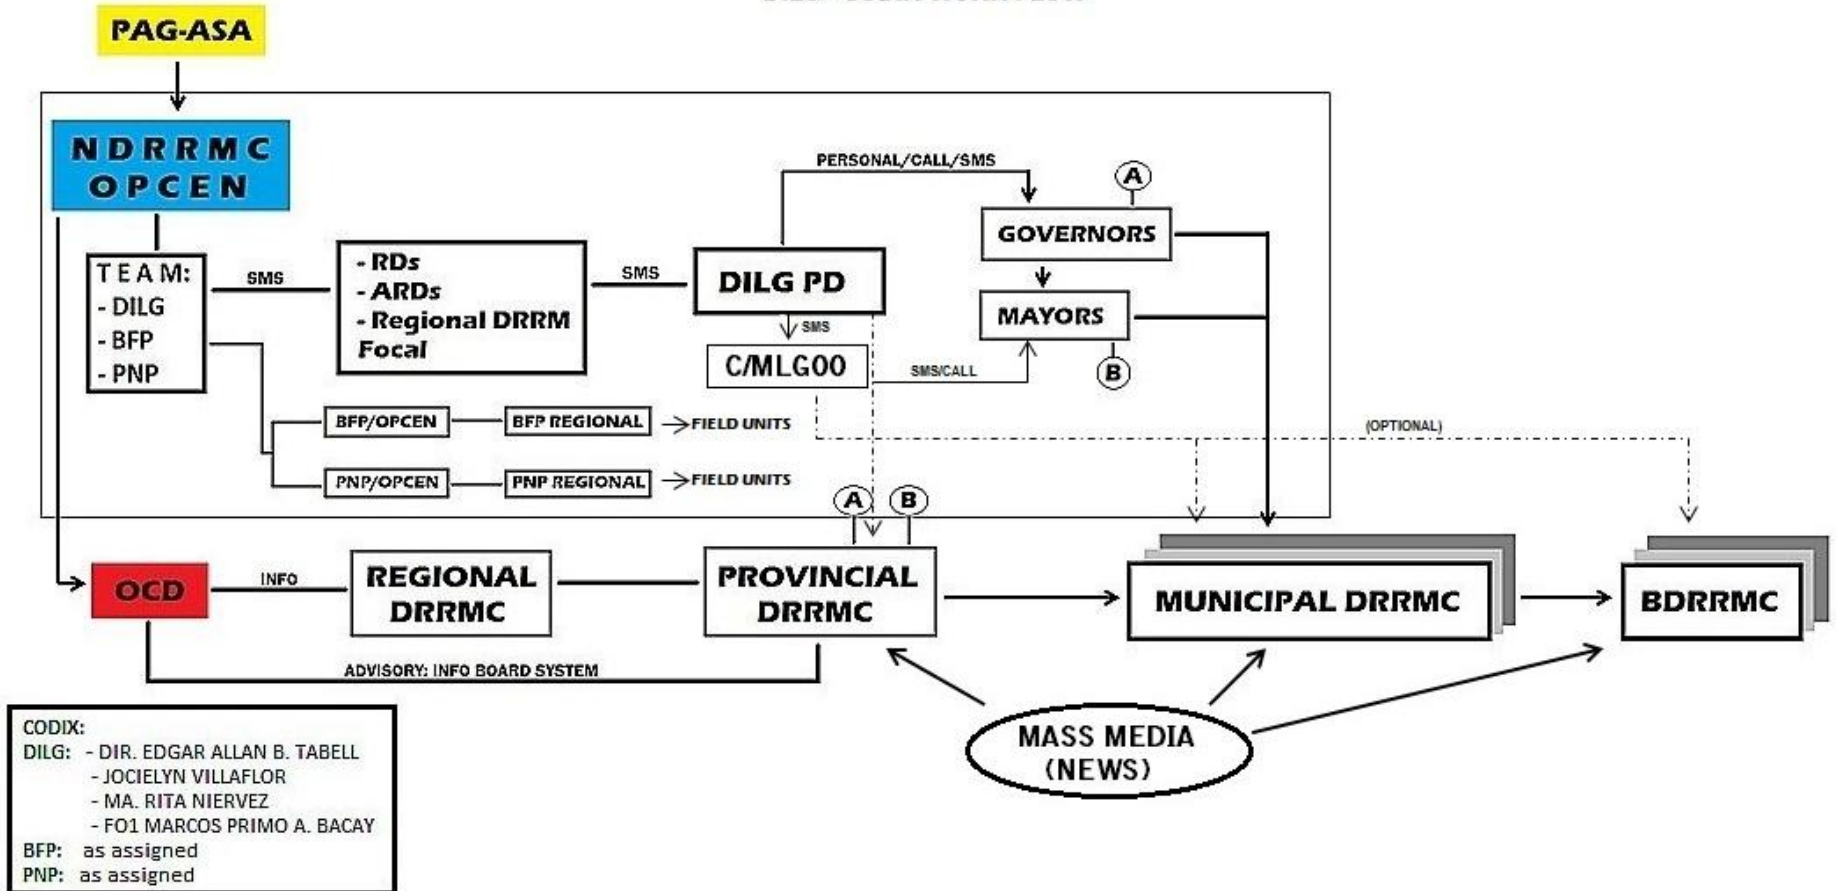 PAG-ASA
NDRRMC
OPCEN
TEAM:
- DILG
- BFP
- PNP
SMS
- RDs
- ARDs
- Regional DRRM
Focal
SMS
DILG PD
PERSONAL/CALL/SMS
A
GOVERNORS
MAYORS
B
SMS
C/MLGOO
SMS/CALL
BFP/OPCEN
BFP REGIONAL
FIELD UNITS
PNP/OPCEN
PNP REGIONAL
FIELD UNITS
(OPTIONAL)
A
B
OCD
INFO
REGIONAL
DRRMC
PROVINCIAL
DRRMC
MUNICIPAL DRRMC
BDRRMC
ADVISORY: INFO BOARD SYSTEM
MASS MEDIA
(NEWS)
CODIX:
DILG: - DIR. EDGAR ALLAN B. TABELL
- JOCIELYN VILLAFLOR
- MA. RITA NIERVEZ
- FO1 MARCOS PRIMO A. BACAY
BFP: as assigned
PNP: as assigned